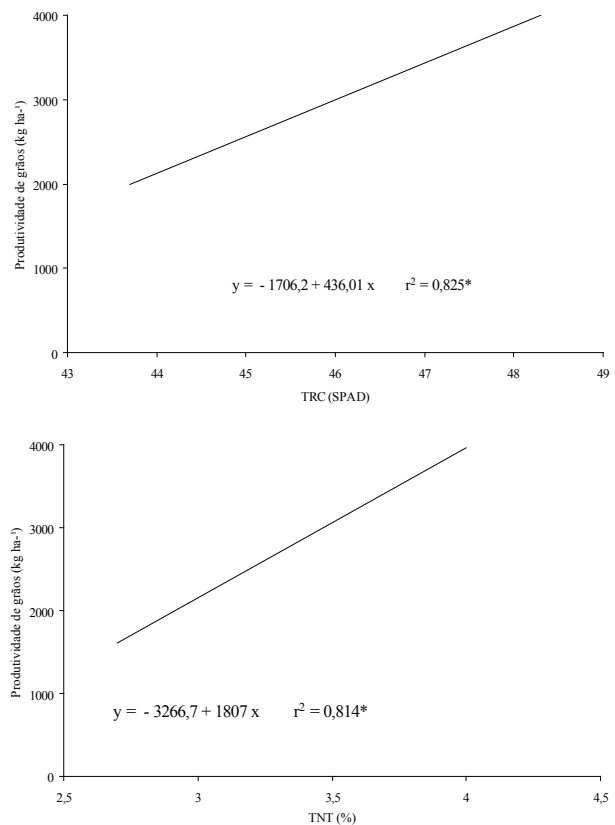 4000
3000
2000
1000
0
Produtividade de grãos (kg ha-¹)
y = - 1706,2 + 436,01 x r² = 0,825*
43 44 45 46 47 48 49
TRC (SPAD)
4000
3000
2000
1000
0
Produtividade de grãos (kg ha-¹)
y = - 3266,7 + 1807 x r² = 0,814*
2,5 3 3,5 4 4,5
TNT (%)